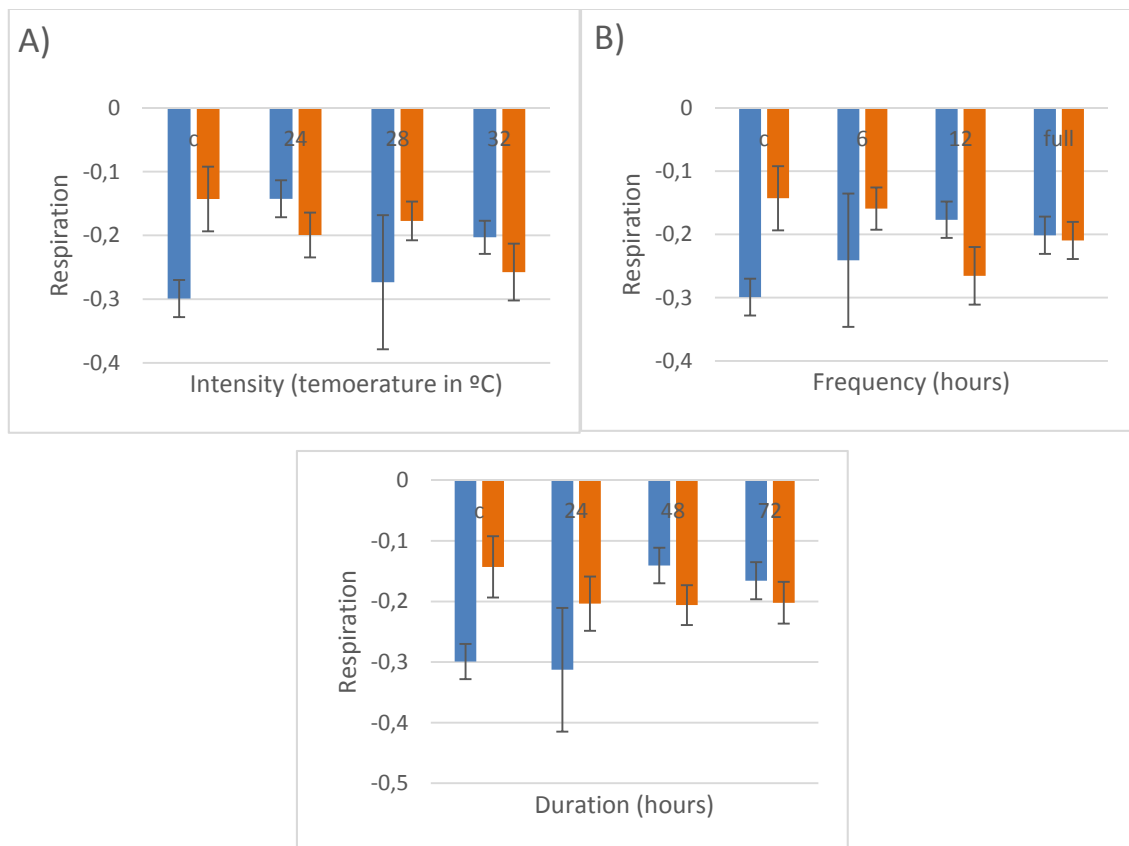 A)
0
-0,1
-0,2
-0,3
-0,4
Respiration
c 24 28 32
Intensity (temoerature in ºC)
B)
0
-0,1
-0,2
-0,3
-0,4
Respiration
c 6 12 full
Frequency (hours)
0
-0,1
-0,2
-0,3
-0,4
-0,5
Respiration
c 24 48 72
Duration (hours)